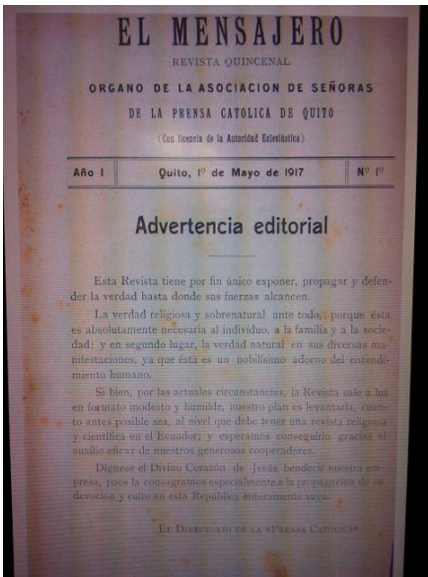 EL MENSAJERO
REVISTA QUINCENAL
ORGANO DE LA ASOCIACION DE SEÑORAS
DE LA PRENSA CATOLICA DE QUITO
(Con licencia de la Autoridad Eclesiástica)
Año I Quito, 1º de Mayo de 1917 Nº 1º
Advertencia editorial
Esta Revista tiene por fin único exponer, propagar y defen-
der la verdad hasta donde sus fuerzas alcancen.
La verdad religiosa y sobrenatural ante todo, porque ésta
es absolutamente necesaria al individuo, a la familia y a la socie-
dad; y en segundo lugar, la verdad natural en sus diversas ma-
nifestaciones, ya que ésta es un nobilísimo adorno del entendi-
miento humano.
Si bien, por las actuales circunstancias, la Revista sale a luz
en formato modesto y humilde, nuestro plan es levantarla, cuan-
to antes posible sea, al nivel que debe tener una revista religiosa
y científica en el Ecuador; y esperamos conseguirlo gracias al
auxilio eficaz de nuestros generosos cooperadores.
Dígnese el Divino Corazón de Jesús bendecir nuestra em-
presa, pues la consagramos especialmente a la propagación de su
devoción y culto en esta República enteramente suya.
EL DIRECTORIO DE LA «PRENSA CATÓLICA»